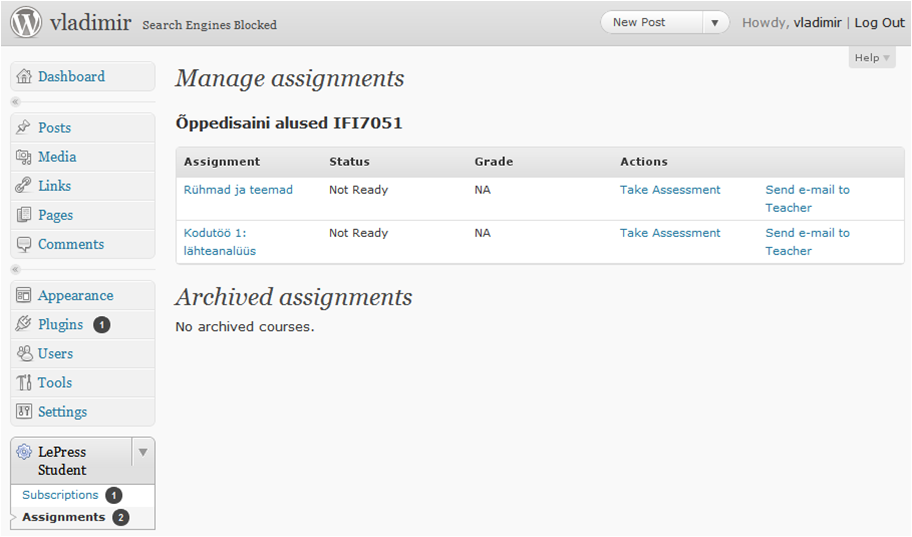 vladimir Search Engines Blocked
New Post
Howdy, vladimir | Log Out
Help
Dashboard
Posts
Media
Links
Pages
Comments
Appearance
Plugins 1
Users
Tools
Settings
LePress
Student
Subscriptions 1
Assignments 2
Manage assignments
Õppedisaini alused IFI7051
Assignment Status Grade Actions
Rühmad ja teemad Not Ready NA Take Assessment Send e-mail to
Teacher
Kodutöö 1: Not Ready NA Take Assessment Send e-mail to
lähteanalüüs Teacher
Archived assignments
No archived courses.